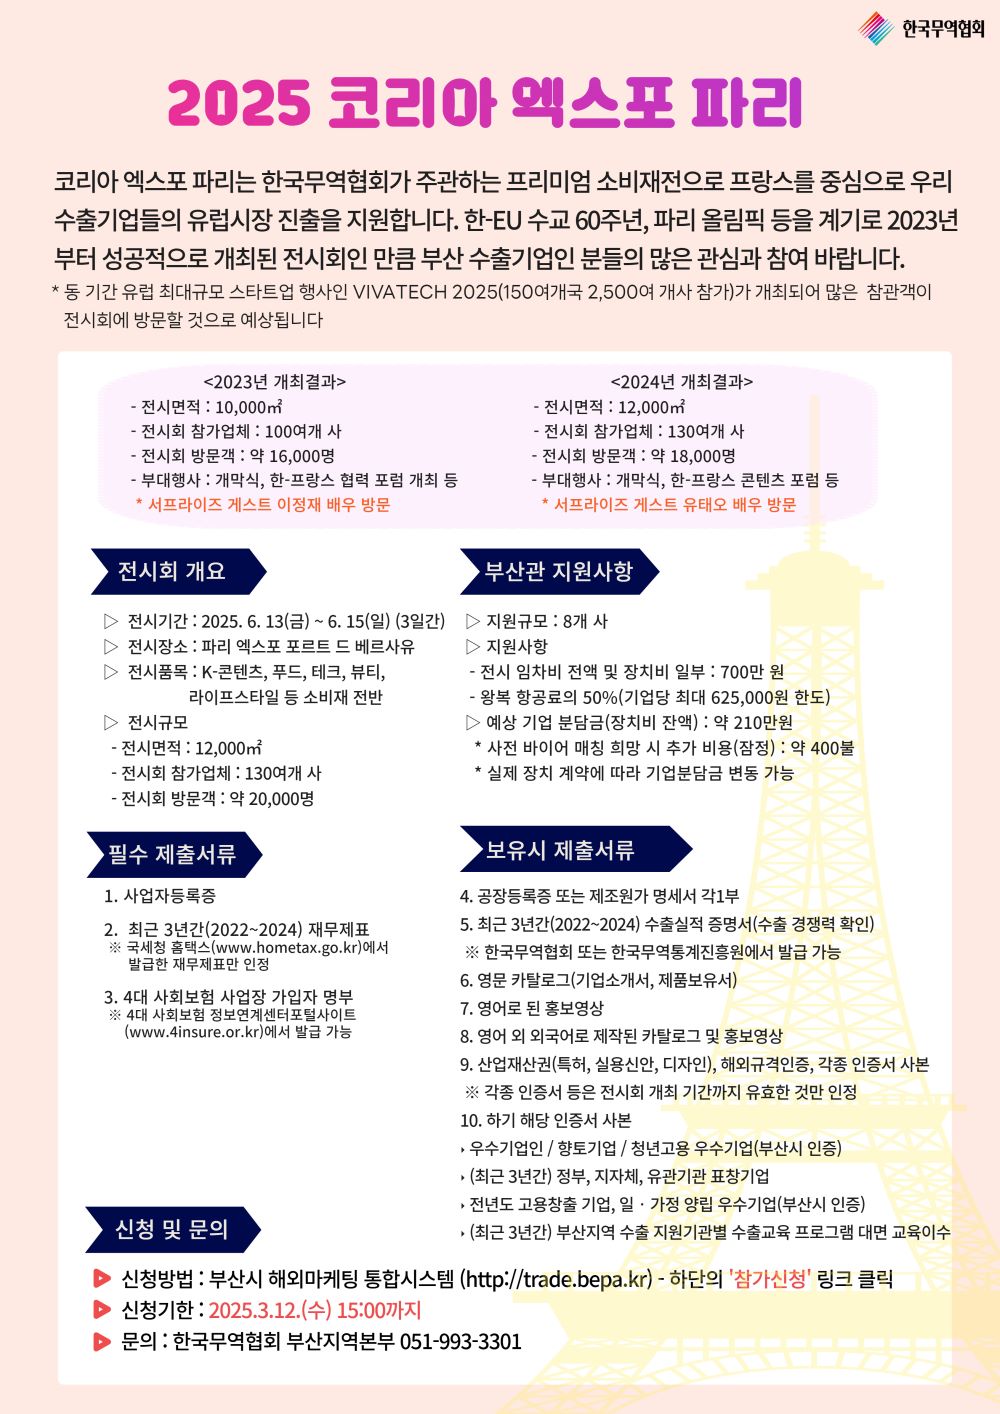 한국무역협회
2025 코리아 엑스포 파리
코리아 엑스포 파리는 한국무역협회가 주관하는 프리미엄 소비재전으로 프랑스를 중심으로 우리
수출기업들의 유럽시장 진출을 지원합니다. 한-EU 수교 60주년, 파리 올림픽 등을 계기로 2023년
부터 성공적으로 개최된 전시회인 만큼 부산 수출기업인 분들의 많은 관심과 참여 바랍니다.
* 동 기간 유럽 최대규모 스타트업 행사인 VIVATECH 2025(150여개국 2,500여 개사 참가)가 개최되어 많은 참관객이
전시회에 방문할 것으로 예상됩니다
<2023년 개최결과>
- 전시면적 : 10,000㎡
- 전시회 참가업체 : 100여개 사
- 전시회 방문객 : 약 16,000명
- 부대행사 : 개막식, 한-프랑스 협력 포럼 개최 등
* 서프라이즈 게스트 이정재 배우 방문
<2024년 개최결과>
- 전시면적 : 12,000㎡
- 전시회 참가업체 : 130여개 사
- 전시회 방문객 : 약 18,000명
- 부대행사 : 개막식, 한-프랑스 콘텐츠 포럼 등
* 서프라이즈 게스트 유태오 배우 방문
전시회 개요
▷ 전시기간 : 2025. 6. 13(금) ~ 6. 15(일) (3일간)
▷ 전시장소 : 파리 엑스포 포르트 드 베르사유
▷ 전시품목 : K-콘텐츠, 푸드, 테크, 뷰티,
라이프스타일 등 소비재 전반
▷ 전시규모
- 전시면적 : 12,000㎡
- 전시회 참가업체 : 130여개 사
- 전시회 방문객 : 약 20,000명
부산관 지원사항
▷ 지원규모 : 8개 사
▷ 지원사항
- 전시 임차비 전액 및 장치비 일부 : 700만 원
- 왕복 항공료의 50%(기업당 최대 625,000원 한도)
▷ 예상 기업 분담금(장치비 잔액) : 약 210만원
* 사전 바이어 매칭 희망 시 추가 비용(잠정) : 약 400불
* 실제 장치 계약에 따라 기업분담금 변동 가능
필수 제출서류
1. 사업자등록증
2. 최근 3년간(2022~2024) 재무제표
※ 국세청 홈택스(www.hometax.go.kr)에서
발급한 재무제표만 인정
3. 4대 사회보험 사업장 가입자 명부
※ 4대 사회보험 정보연계센터포털사이트
(www.4insure.or.kr)에서 발급 가능
보유시 제출서류
4. 공장등록증 또는 제조원가 명세서 각1부
5. 최근 3년간(2022~2024) 수출실적 증명서(수출 경쟁력 확인)
※ 한국무역협회 또는 한국무역통계진흥원에서 발급 가능
6. 영문 카탈로그(기업소개서, 제품보유서)
7. 영어로 된 홍보영상
8. 영어 외 외국어로 제작된 카탈로그 및 홍보영상
9. 산업재산권(특허, 실용신안, 디자인), 해외규격인증, 각종 인증서 사본
※ 각종 인증서 등은 전시회 개최 기간까지 유효한 것만 인정
10. 하기 해당 인증서 사본
‣ 우수기업인 / 향토기업 / 청년고용 우수기업(부산시 인증)
‣ (최근 3년간) 정부, 지자체, 유관기관 표창기업
‣ 전년도 고용창출 기업, 일ㆍ가정 양립 우수기업(부산시 인증)
‣ (최근 3년간) 부산지역 수출 지원기관별 수출교육 프로그램 대면 교육이수
신청 및 문의
신청방법 : 부산시 해외마케팅 통합시스템 (http://trade.bepa.kr) - 하단의 '참가신청' 링크 클릭
신청기한 : 2025.3.12.(수) 15:00까지
문의 : 한국무역협회 부산지역본부 051-993-3301